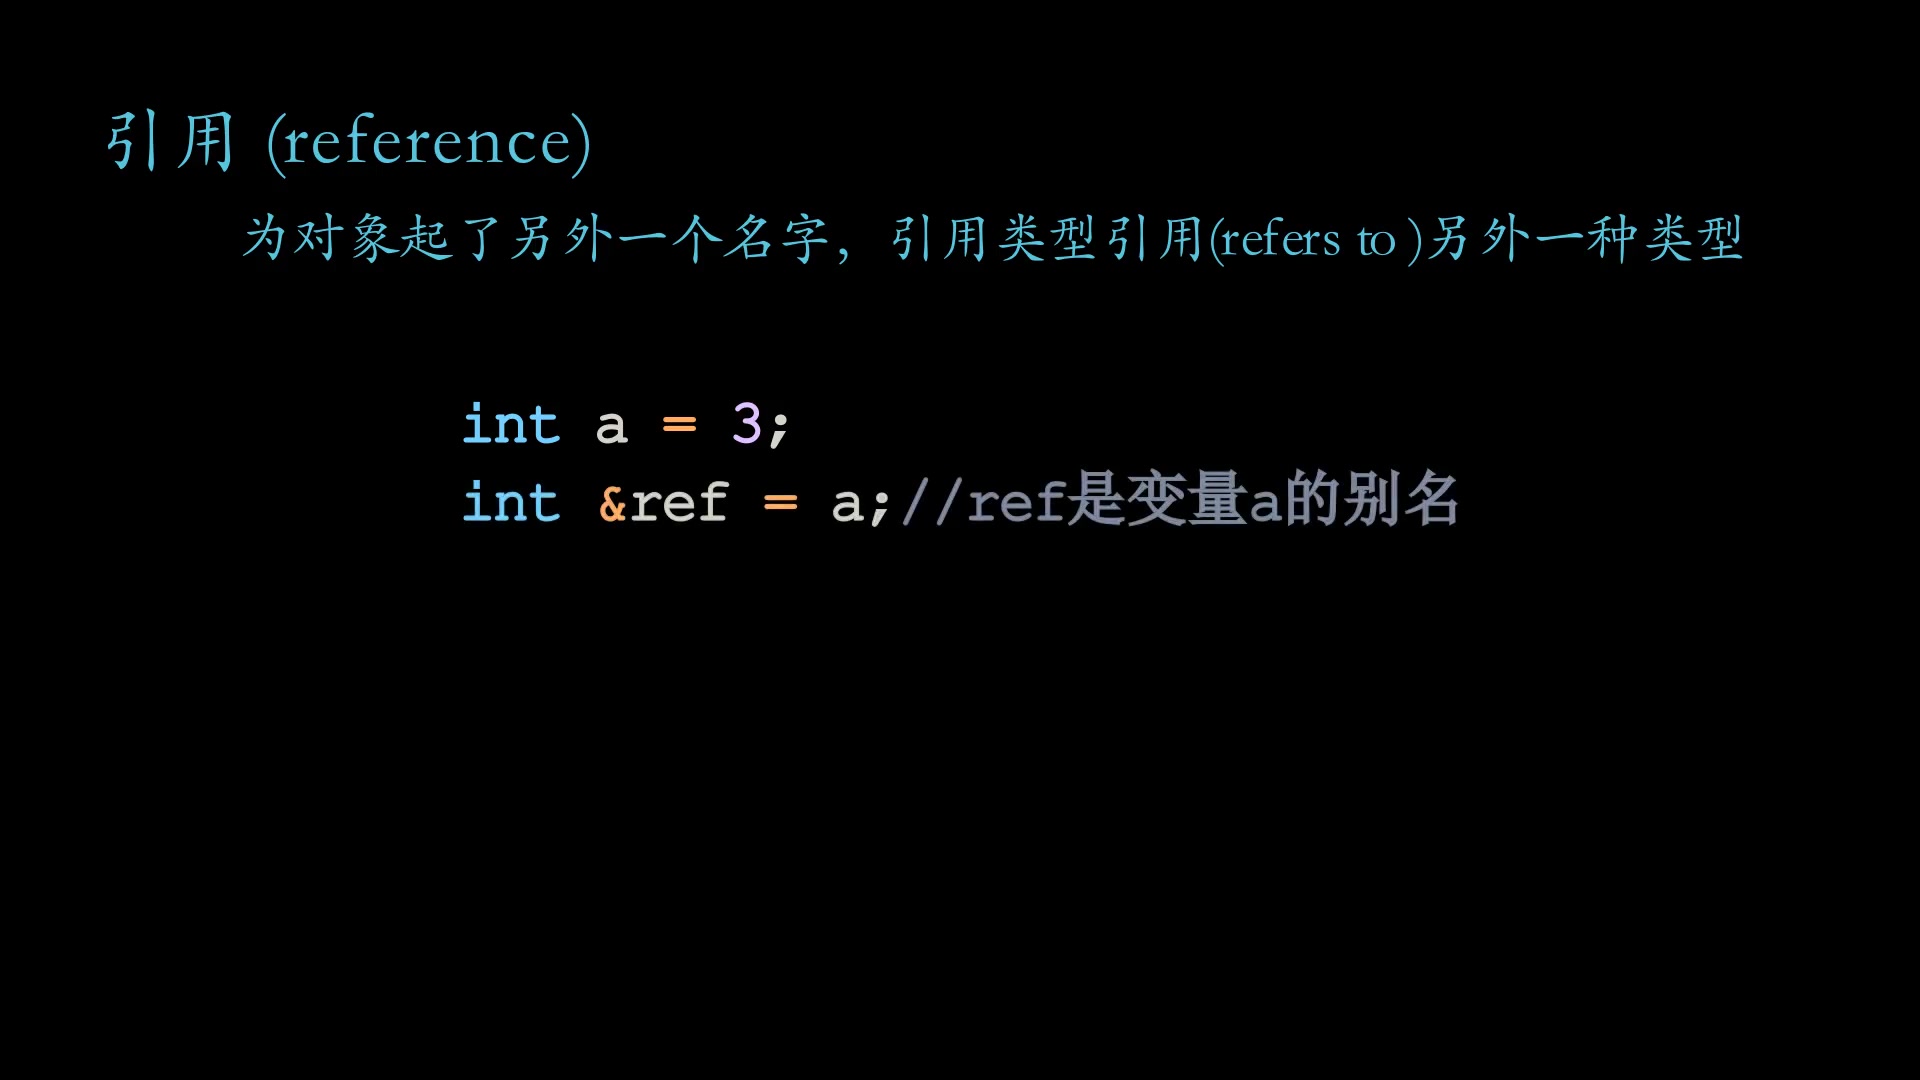 引用 (reference)
为对象起了另外一个名字，引用类型引用(refers to )另外一种类型
int a = 3;
int &ref = a;//ref是变量a的别名